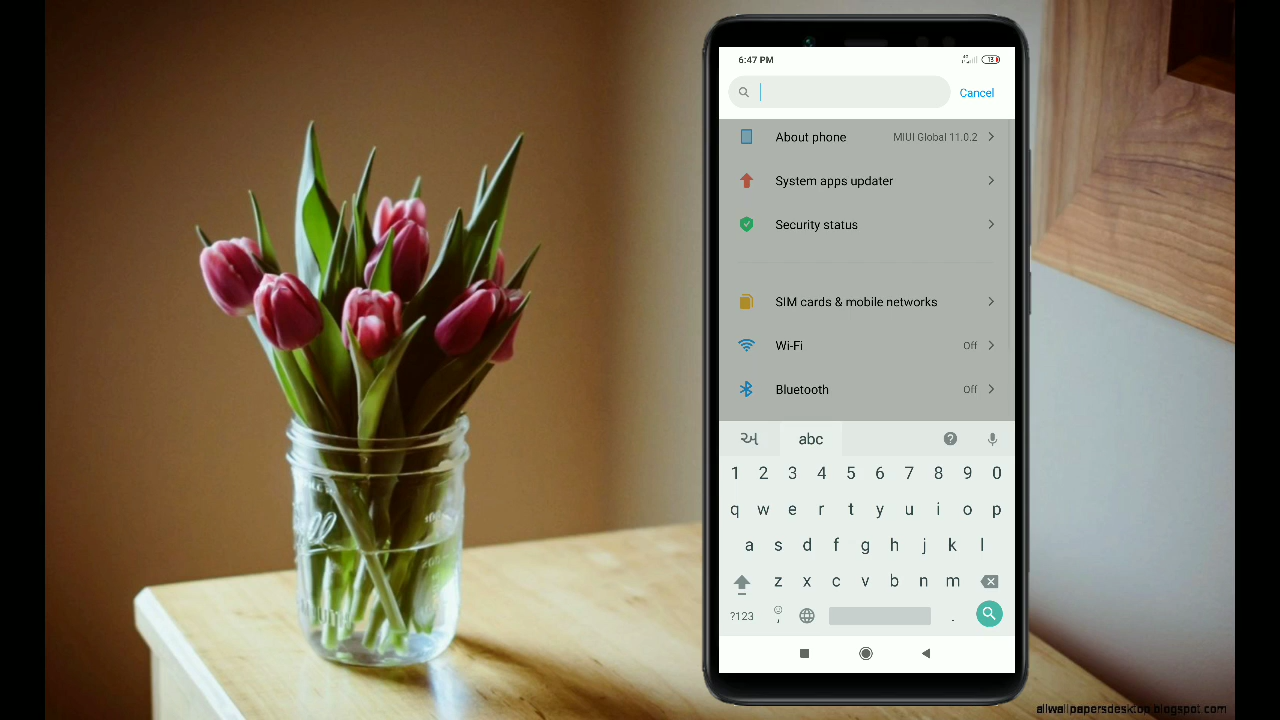 6:47 PM 4G 13
Cancel
About phone MIUI Global 11.0.2
System apps updater
Security status
SIM cards & mobile networks
Wi-Fi Off
Bluetooth Off
અ abc
1 2 3 4 5 6 7 8 9 0
q w e r t y u i o p
a s d f g h j k l
z x c v b n m
?123 , .
allwallpapersdesktop.blogspot.com